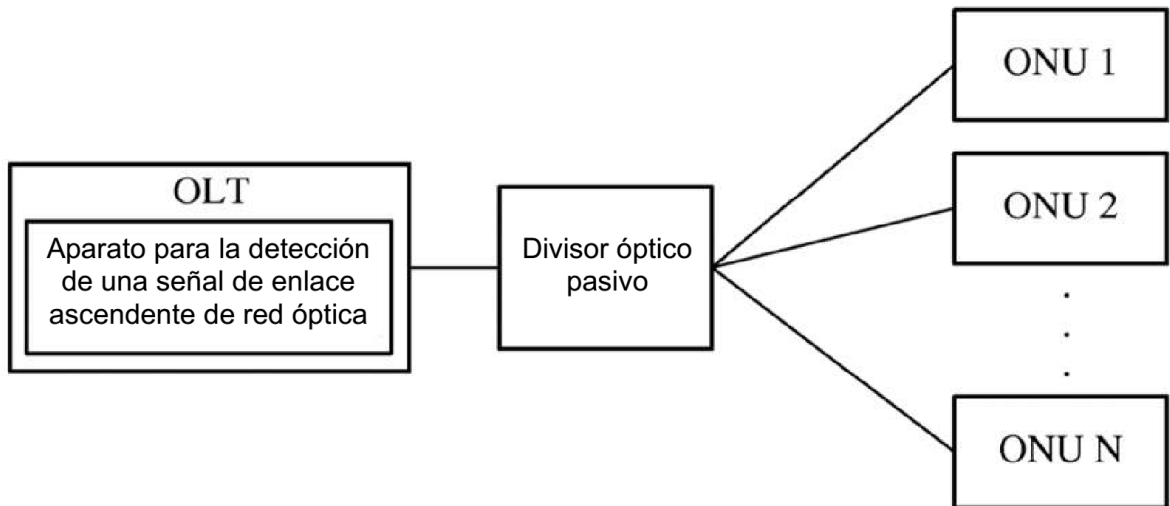 OLT
Aparato para la detección
de una señal de enlace
ascendente de red óptica
Divisor óptico
pasivo
ONU 1
ONU 2
ONU N